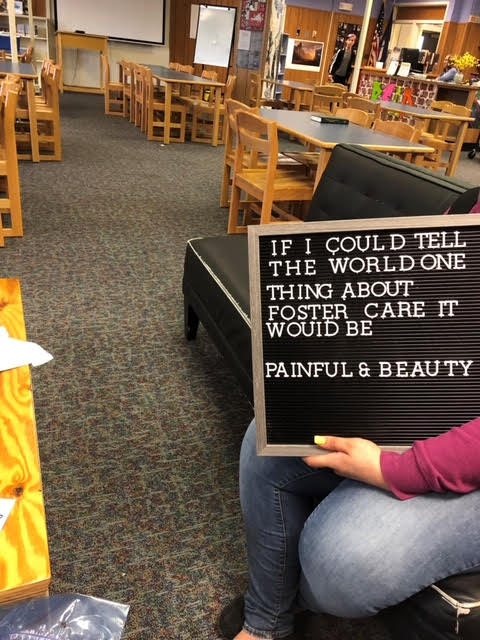 IF I COULD TELL
THE WORLD ONE
THING ABOUT
FOSTER CARE IT
WOUID BE
PAINFUL & BEAUTY